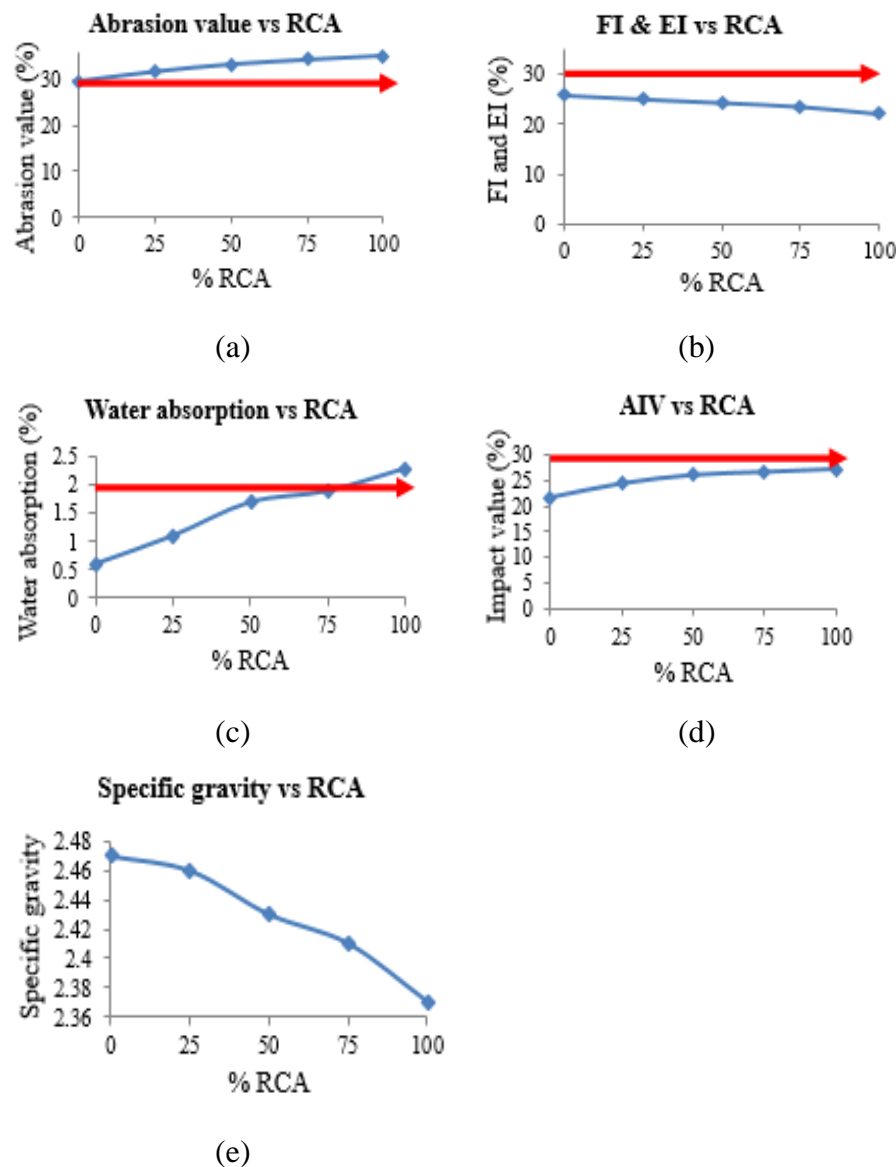 Abrasion value vs RCA
Abrasion value (%)
30
20
10
0
0 25 50 75 100
% RCA
(a)
FI & EI vs RCA
FI and EI (%)
30
20
10
0
0 25 50 75 100
% RCA
(b)
Water absorption vs RCA
Water absorption (%)
2.5
2
1.5
1
0.5
0
0 25 50 75 100
% RCA
(c)
AIV vs RCA
Impact value (%)
30
25
20
15
10
5
0
0 25 50 75 100
% RCA
(d)
Specific gravity vs RCA
Specific gravity
2.48
2.46
2.44
2.42
2.4
2.38
2.36
0 25 50 75 100
% RCA
(e)